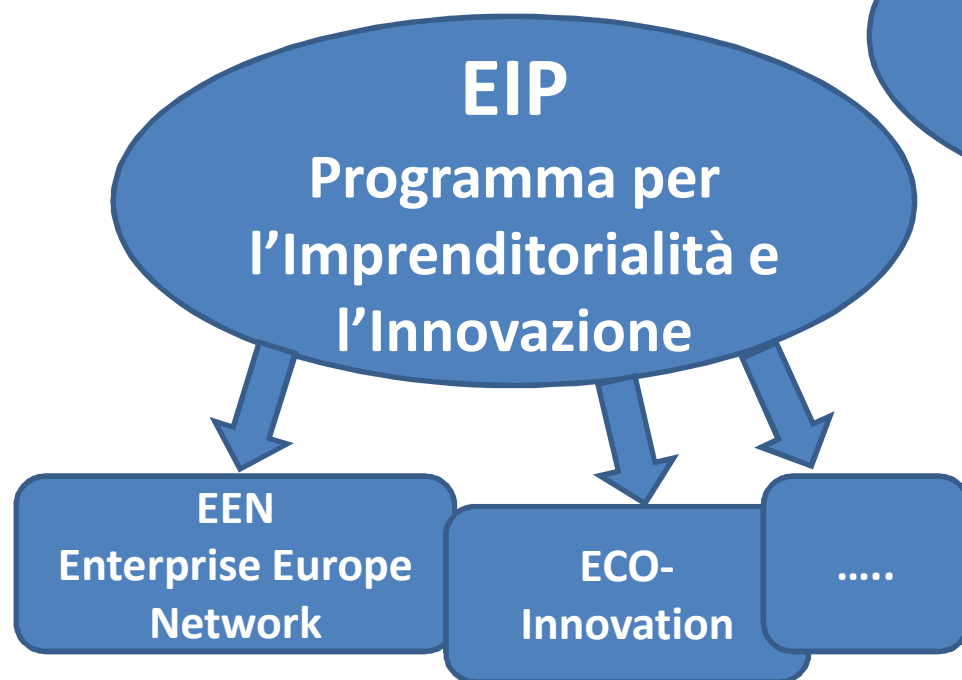 EIP
Programma per
l’Imprenditorialità e
l’Innovazione
EEN
Enterprise Europe
Network
ECO-
Innovation
.....